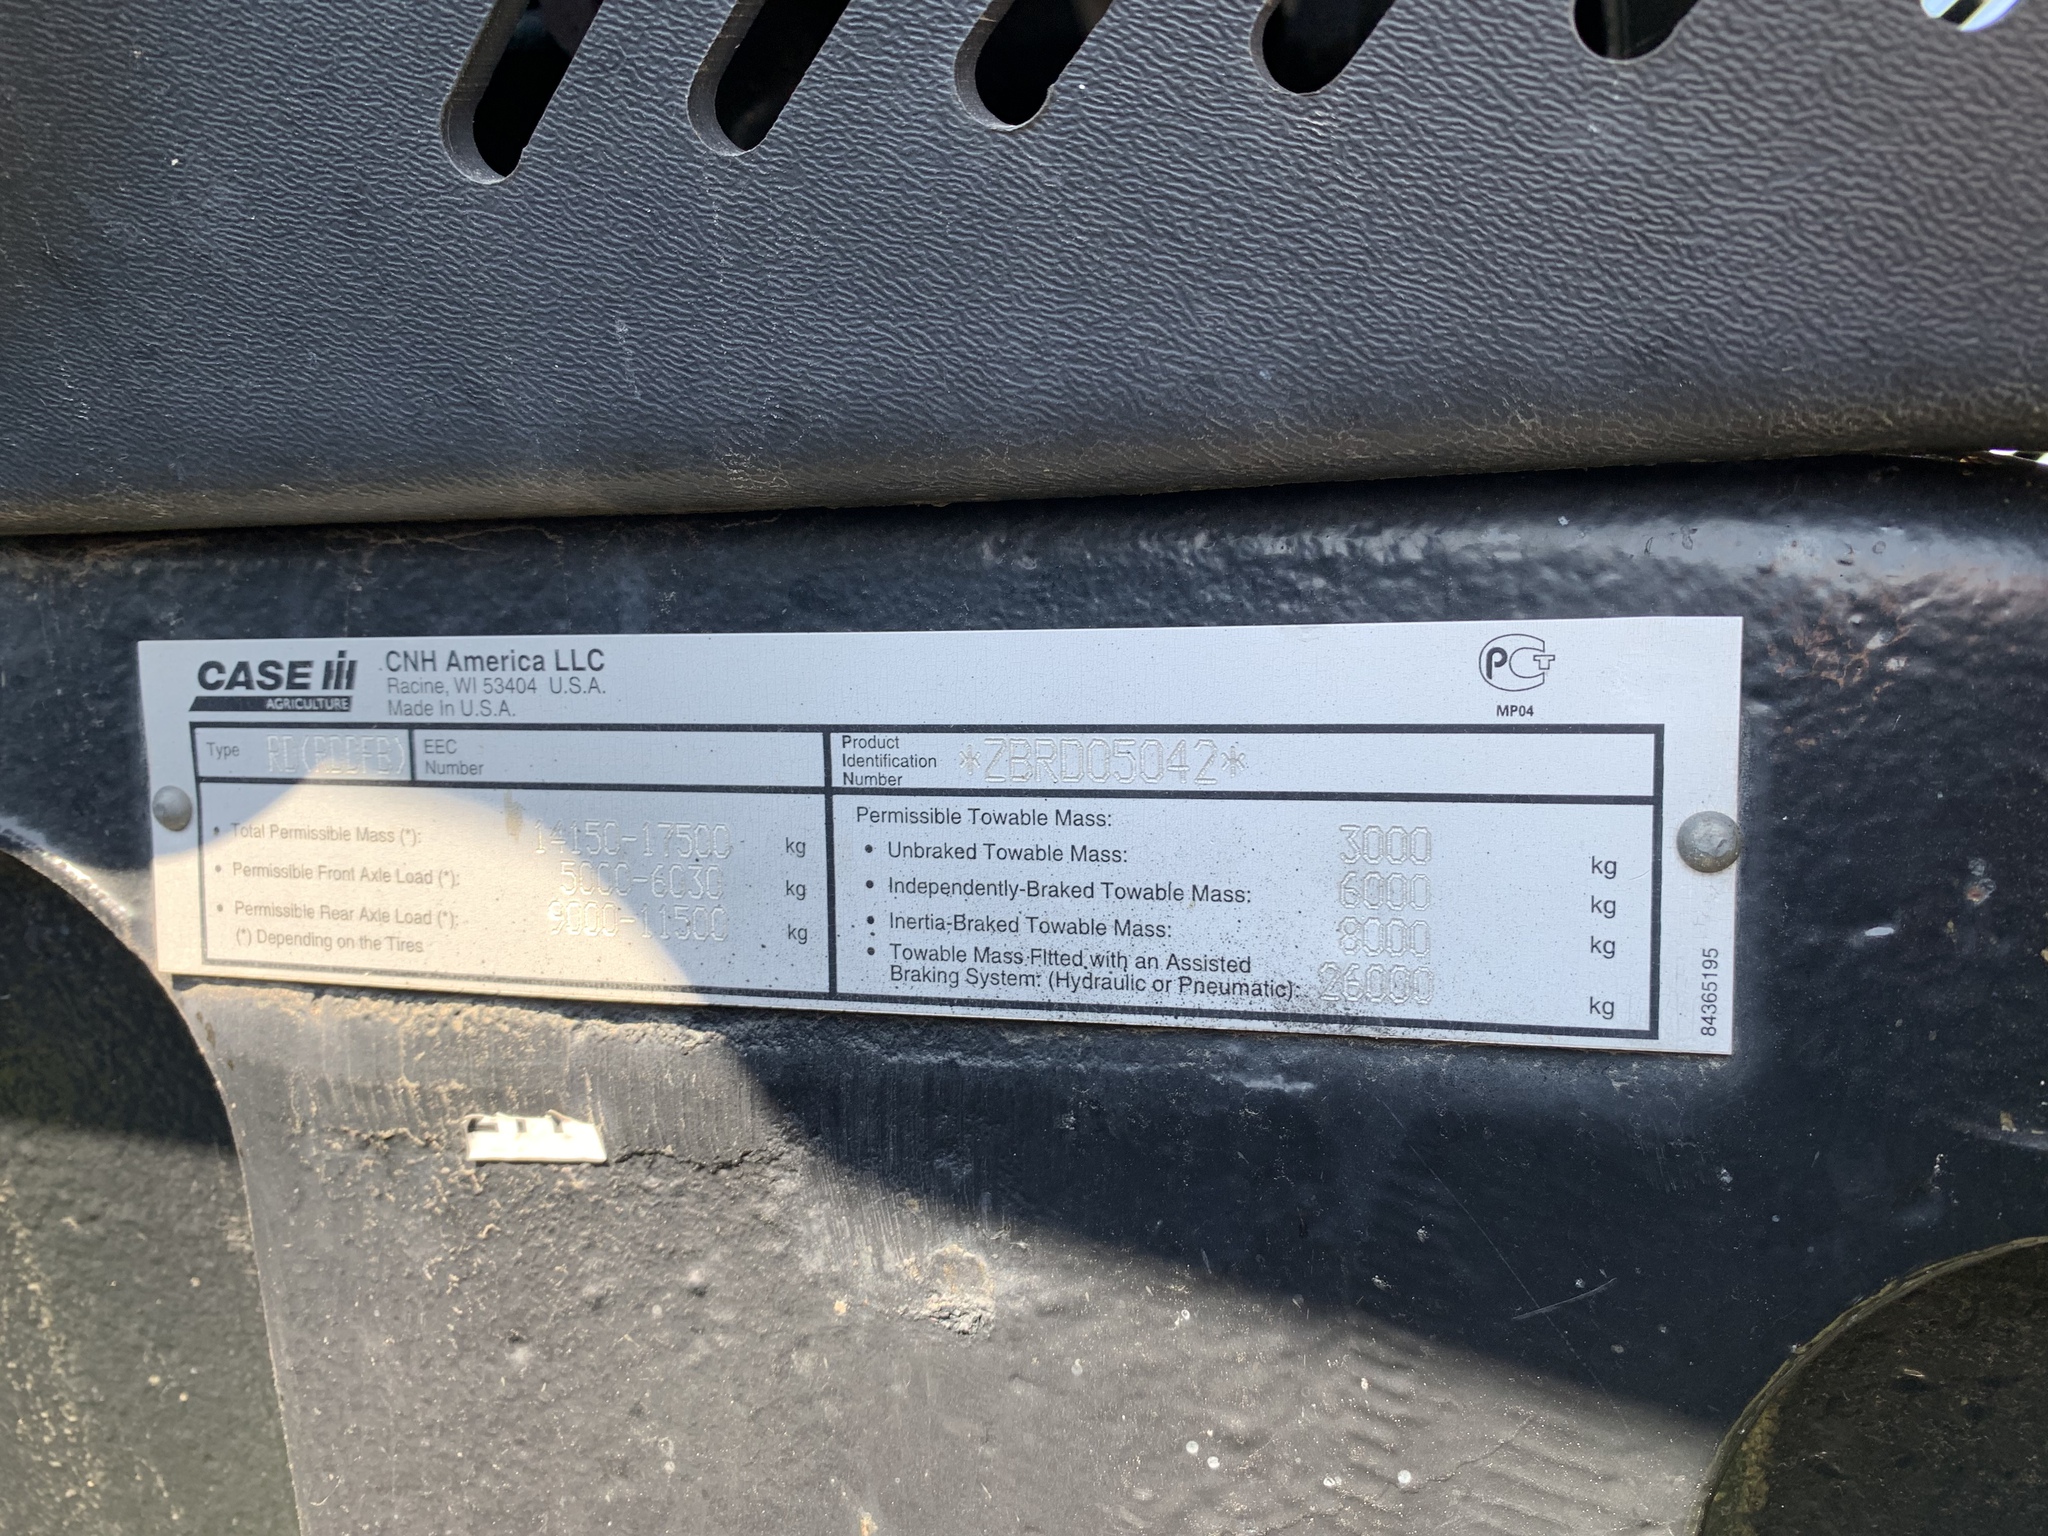 CASE IH
AGRICULTURE
CNH America LLC
Racine, WI 53404 U.S.A.
Made In U.S.A.
PCT
MP04
Type
EEC
Number
Product
Identification
Number
*ZBRD05042*
• Total Permissible Mass (*): 14150-17500 kg
• Permissible Front Axle Load (*): 5000-6030 kg
• Permissible Rear Axle Load (*): 9000-11500 kg
(*) Depending on the Tires
Permissible Towable Mass:
• Unbraked Towable Mass: 3000 kg
• Independently-Braked Towable Mass: 6000 kg
• Inertia-Braked Towable Mass: 8000 kg
• Towable Mass Fitted with an Assisted
Braking System: (Hydraulic or Pneumatic): 26000 kg
84365195